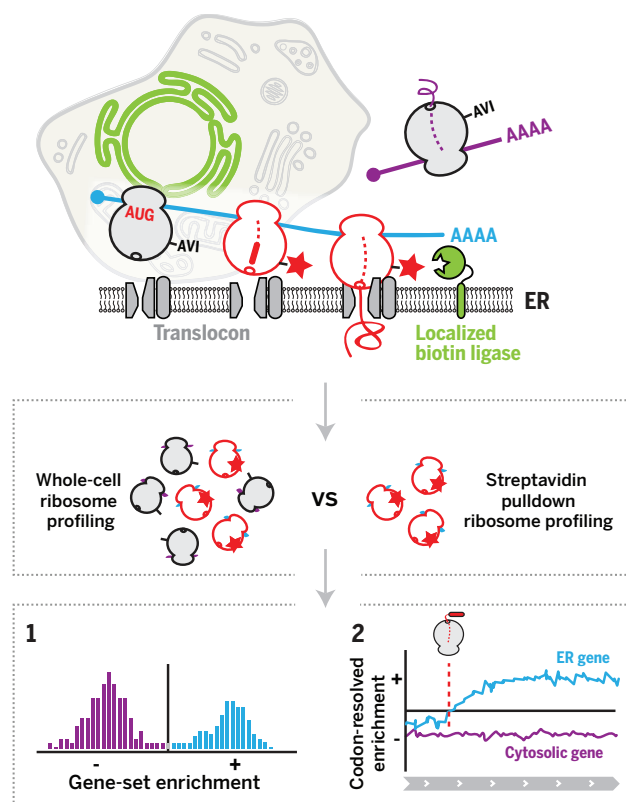 AVI
AAAA
AUG
AVI
AAAA
ER
Translocon
Localized
biotin ligase
Whole-cell
ribosome
profiling
VS
Streptavidin
pulldown
ribosome profiling
1
-
+
Gene-set enrichment
2
Codon-resolved
enrichment
+
-
ER gene
Cytosolic gene